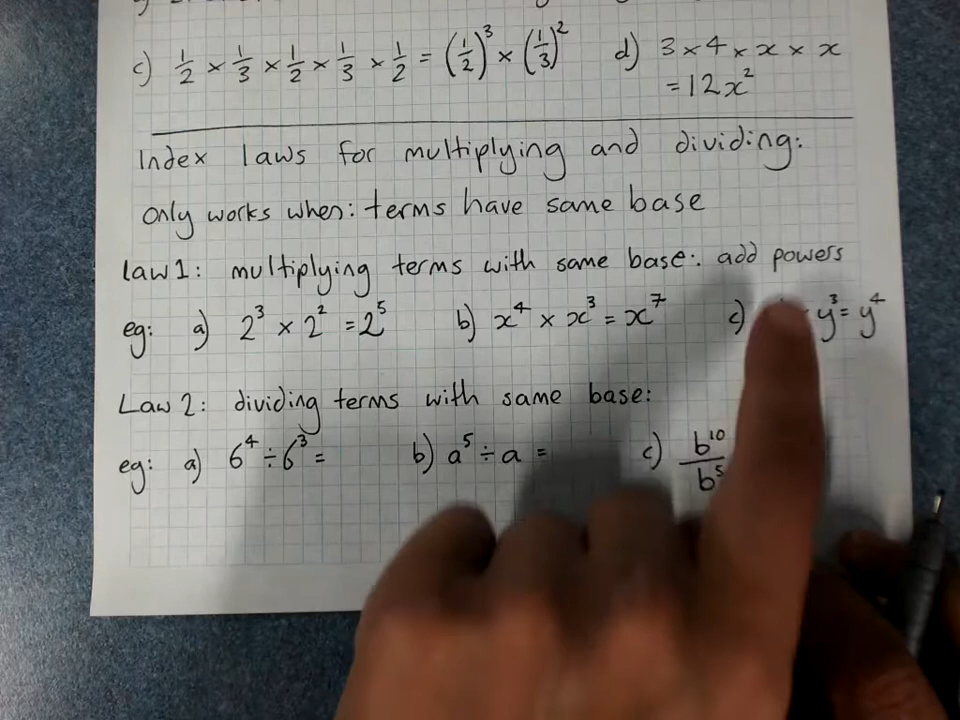 c) 1/2 × 1/3 × 1/2 × 1/3 × 1/2 = (1/2)³ × (1/3)² d) 3 × 4 × x × x
= 12x²
Index laws for multiplying and dividing:
Only works when: terms have same base
Law 1: multiplying terms with same base: add powers
eg: a) 2³ × 2² = 2⁵ b) x⁴ × x³ = x⁷ c) y³ = y⁴
Law 2: dividing terms with same base:
eg: a) 6⁴ ÷ 6³ = b) a⁵ ÷ a = c) b¹⁰/b⁵